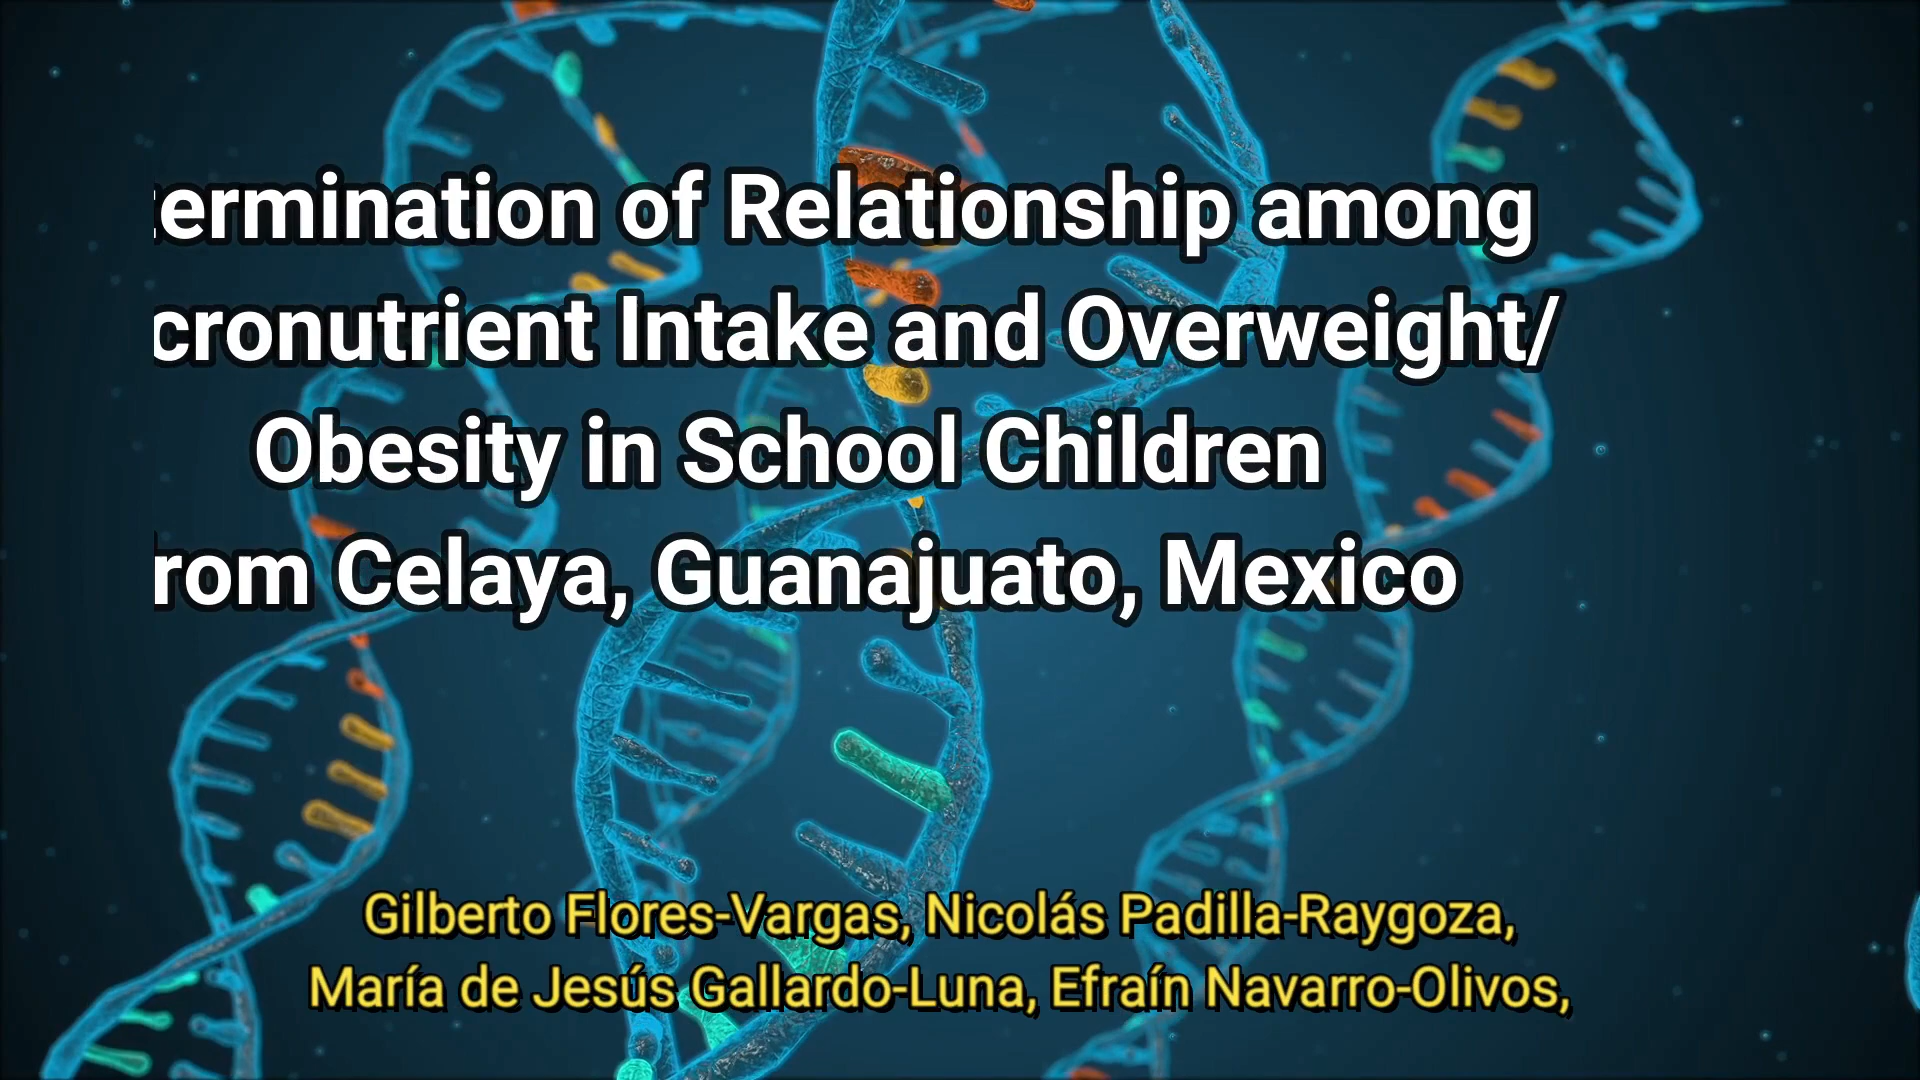 termination of Relationship among
cronutrient Intake and Overweight/
Obesity in School Children
rom Celaya, Guanajuato, Mexico
Gilberto Flores-Vargas, Nicolás Padilla-Raygoza,
María de Jesús Gallardo-Luna, Efraín Navarro-Olivos,